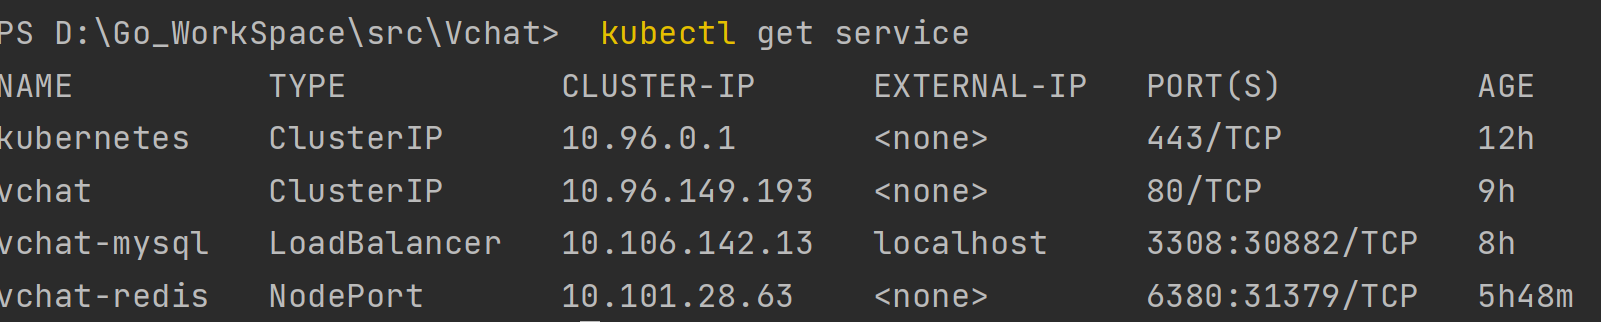 PS D:\Go_WorkSpace\src\Vchat> kubectl get service
NAME TYPE CLUSTER-IP EXTERNAL-IP PORT(S) AGE
kubernetes ClusterIP 10.96.0.1 <none> 443/TCP 12h
vchat ClusterIP 10.96.149.193 <none> 80/TCP 9h
vchat-mysql LoadBalancer 10.106.142.13 localhost 3308:30882/TCP 8h
vchat-redis NodePort 10.101.28.63 <none> 6380:31379/TCP 5h48m